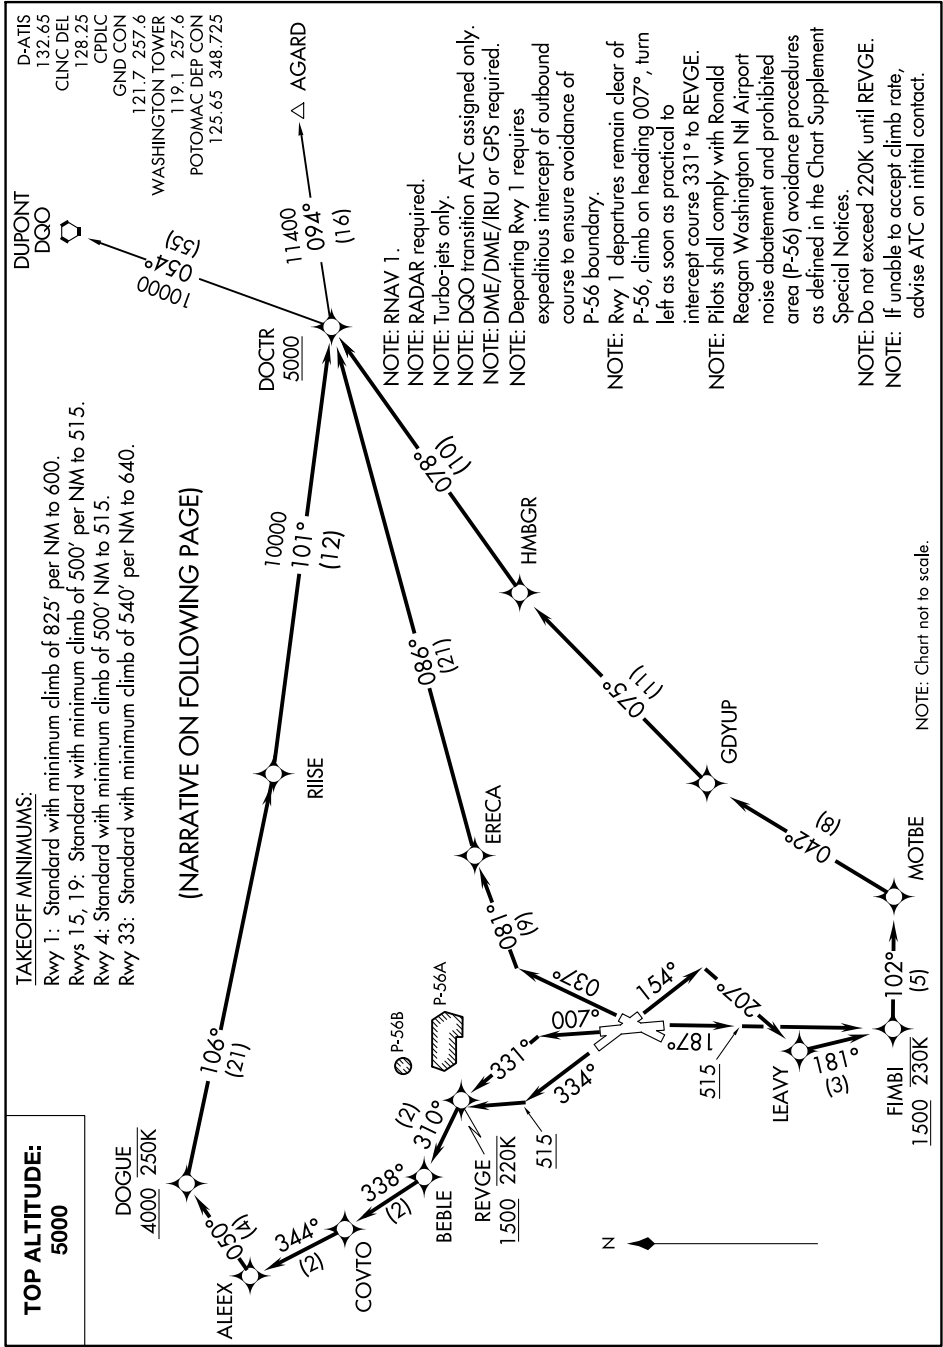 TOP ALTITUDE:
5000
TAKEOFF MINIMUMS:
Rwy 1: Standard with minimum climb of 825' per NM to 600.
Rwys 15, 19: Standard with minimum climb of 500' per NM to 515.
Rwy 4: Standard with minimum climb of 500' NM to 515.
Rwy 33: Standard with minimum climb of 540' per NM to 640.
(NARRATIVE ON FOLLOWING PAGE)
D-ATIS
132.65
CLNC DEL
128.25
CPDLC
GND CON
121.7 257.6
WASHINGTON TOWER
119.1 257.6
POTOMAC DEP CON
125.65 348.725
DUPONT
DQO
10000
054°
(55)
AGARD
11400
094°
(16)
DOCTR
5000
DOGUE
4000 250K
106°
(21)
RIISE
10000
101°
(12)
ALEEX
050°
(4)
344°
(2)
COVTO
338°
(2)
BEBLE
310°
(2)
REVGE
1500 220K
331°
515
334°
007°
P-56B
P-56A
037°
081°
(9)
ERECA
086°
(21)
154°
207°
187°
515
LEAVY
181°
(3)
FIMBI
1500 230K
102°
(5)
MOTBE
042°
(8)
GDYUP
075°
(11)
HMBGR
078°
(10)
N
NOTE: RNAV 1.
NOTE: RADAR required.
NOTE: Turbo-jets only.
NOTE: DQO transition ATC assigned only.
NOTE: DME/DME/IRU or GPS required.
NOTE: Departing Rwy 1 requires
expeditious intercept of outbound
course to ensure avoidance of
P-56 boundary.
NOTE: Rwy 1 departures remain clear of
P-56, climb on heading 007°, turn
left as soon as practical to
intercept course 331° to REVGE.
NOTE: Pilots shall comply with Ronald
Reagan Washington Ntl Airport
noise abatement and prohibited
area (P-56) avoidance procedures
as defined in the Chart Supplement
Special Notices.
NOTE: Do not exceed 220K until REVGE.
NOTE: If unable to accept climb rate,
advise ATC on intital contact.
NOTE: Chart not to scale.